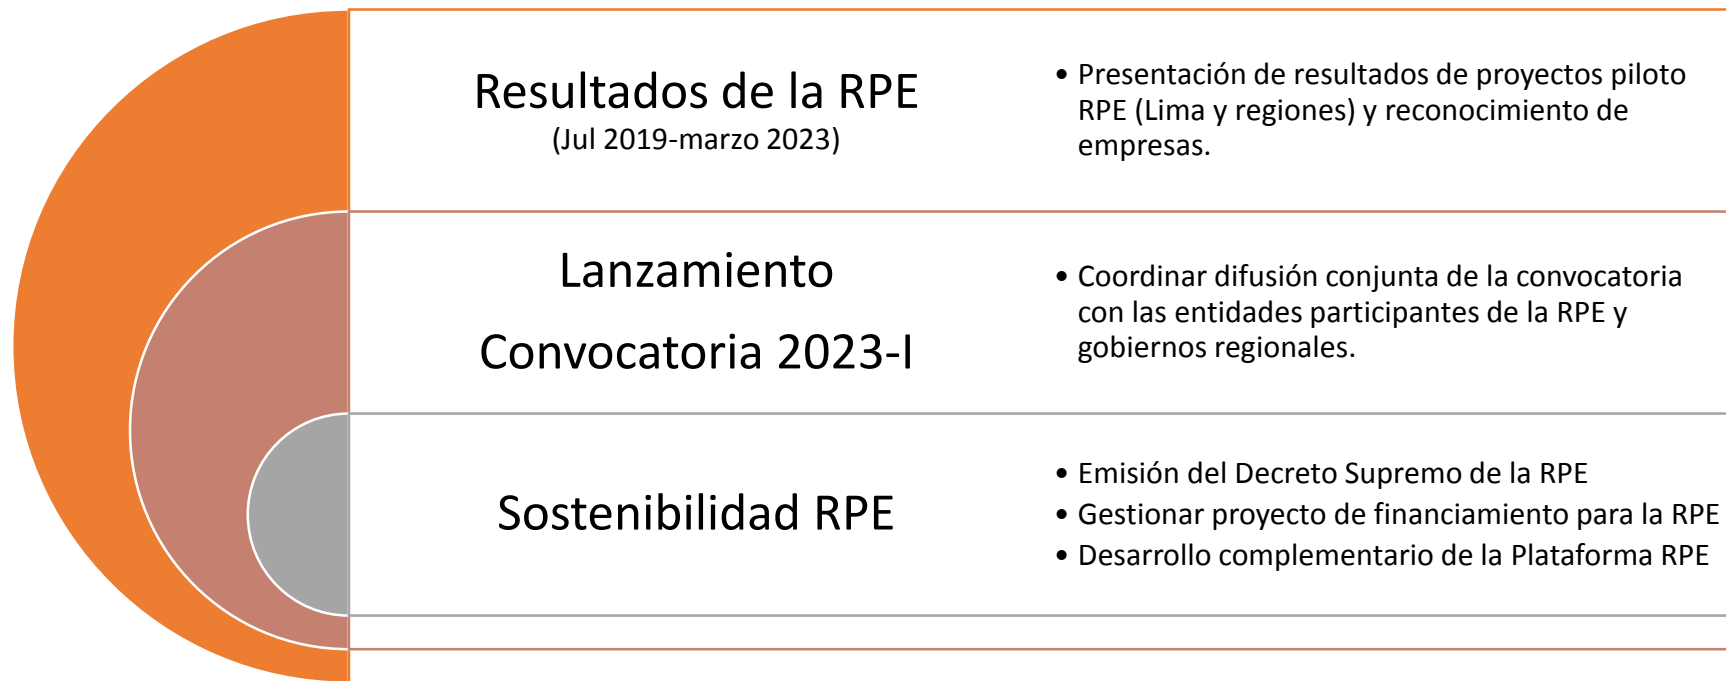 Resultados de la RPE
(Jul 2019-marzo 2023)
• Presentación de resultados de proyectos piloto
RPE (Lima y regiones) y reconocimiento de
empresas.
Lanzamiento
Convocatoria 2023-I
• Coordinar difusión conjunta de la convocatoria
con las entidades participantes de la RPE y
gobiernos regionales.
Sostenibilidad RPE
• Emisión del Decreto Supremo de la RPE
• Gestionar proyecto de financiamiento para la RPE
• Desarrollo complementario de la Plataforma RPE